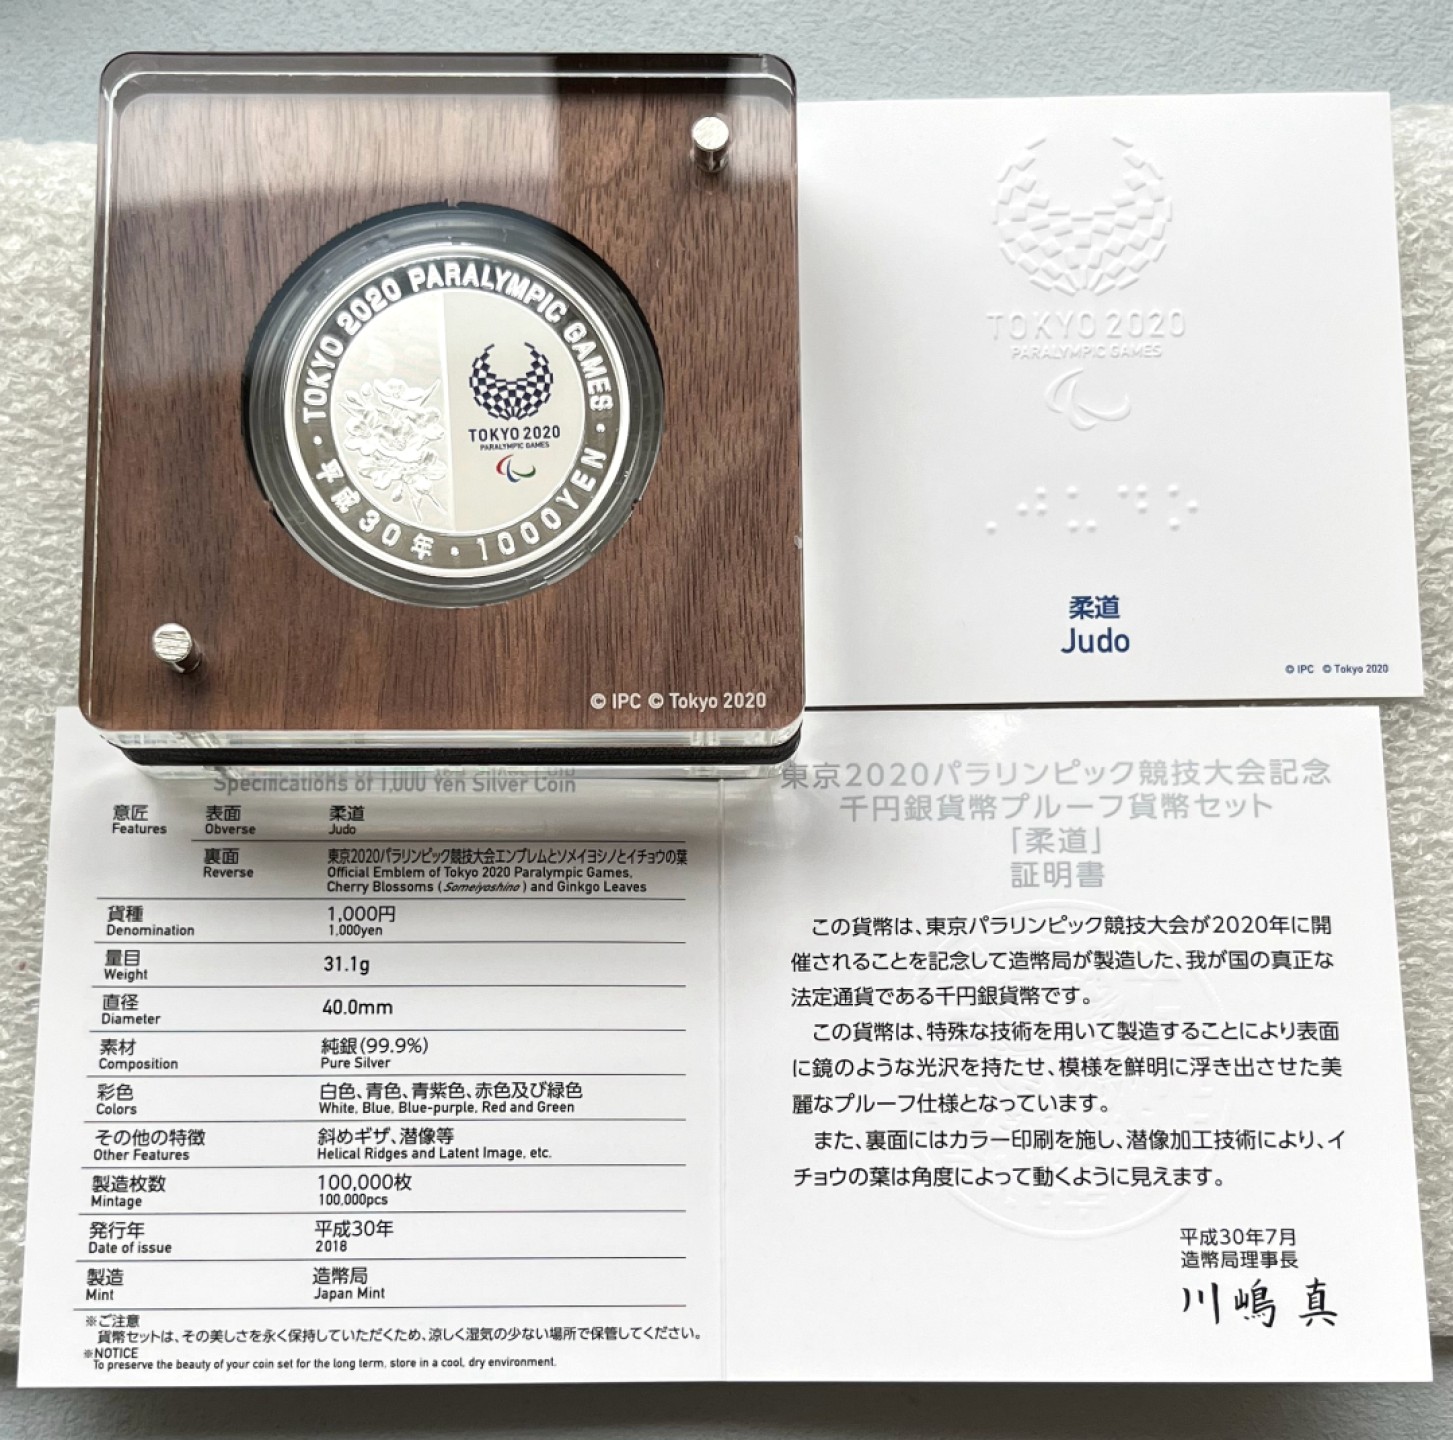 TOKYO 2020 PARALYMPIC GAMES
TOKYO 2020
PARALYMPIC GAMES
平成30年・1000YEN
© IPC © Tokyo 2020
TOKYO 2020
PARALYMPIC GAMES
柔道
Judo
© IPC © Tokyo 2020
Specifications of 1,000 Yen Silver Coin
意匠 表面 柔道
Features Obverse Judo
裏面 東京2020パラリンピック競技大会エンブレムとソメイヨシノとイチョウの葉
Reverse Official Emblem of Tokyo 2020 Paralympic Games,
Cherry Blossoms (Someiyoshino) and Ginkgo Leaves
貨種 1,000円
Denomination 1,000yen
量目 31.1g
Weight
直径 40.0mm
Diameter
素材 純銀(99.9%)
Composition Pure Silver
彩色 白色、青色、青紫色、赤色及び緑色
Colors White, Blue, Blue-purple, Red and Green
その他の特徴 斜めギザ、潜像等
Other Features Helical Ridges and Latent Image, etc.
製造枚数 100,000枚
Mintage 100,000pcs
発行年 平成30年
Date of issue 2018
製造 造幣局
Mint Japan Mint
※ご注意
貨幣セットは、その美しさを永く保持していただくため、涼しく湿気の少ない場所で保管してください。
※NOTICE
To preserve the beauty of your coin set for the long term, store in a cool, dry environment.
東京2020パラリンピック競技大会記念
千円銀貨幣プルーフ貨幣セット
「柔道」
証明書
この貨幣は、東京パラリンピック競技大会が2020年に開
催されることを記念して造幣局が製造した、我が国の真正な
法定通貨である千円銀貨幣です。
この貨幣は、特殊な技術を用いて製造することにより表面
に鏡のような光沢を持たせ、模様を鮮明に浮き出させた美
麗なプルーフ仕様となっています。
また、裏面にはカラー印刷を施し、潜像加工技術により、イ
チョウの葉は角度によって動くように見えます。
平成30年7月
造幣局理事長
川嶋 真